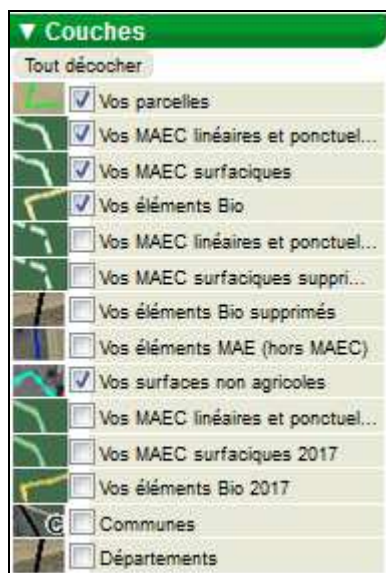 ▼ Couches
Tout décocher
Vos parcelles
Vos MAEC linéaires et ponctuel...
Vos MAEC surfaciques
Vos éléments Bio
Vos MAEC linéaires et ponctuel...
Vos MAEC surfaciques suppri...
Vos éléments Bio supprimés
Vos éléments MAE (hors MAEC)
Vos surfaces non agricoles
Vos MAEC linéaires et ponctuel...
Vos MAEC surfaciques 2017
Vos éléments Bio 2017
C Communes
Départements